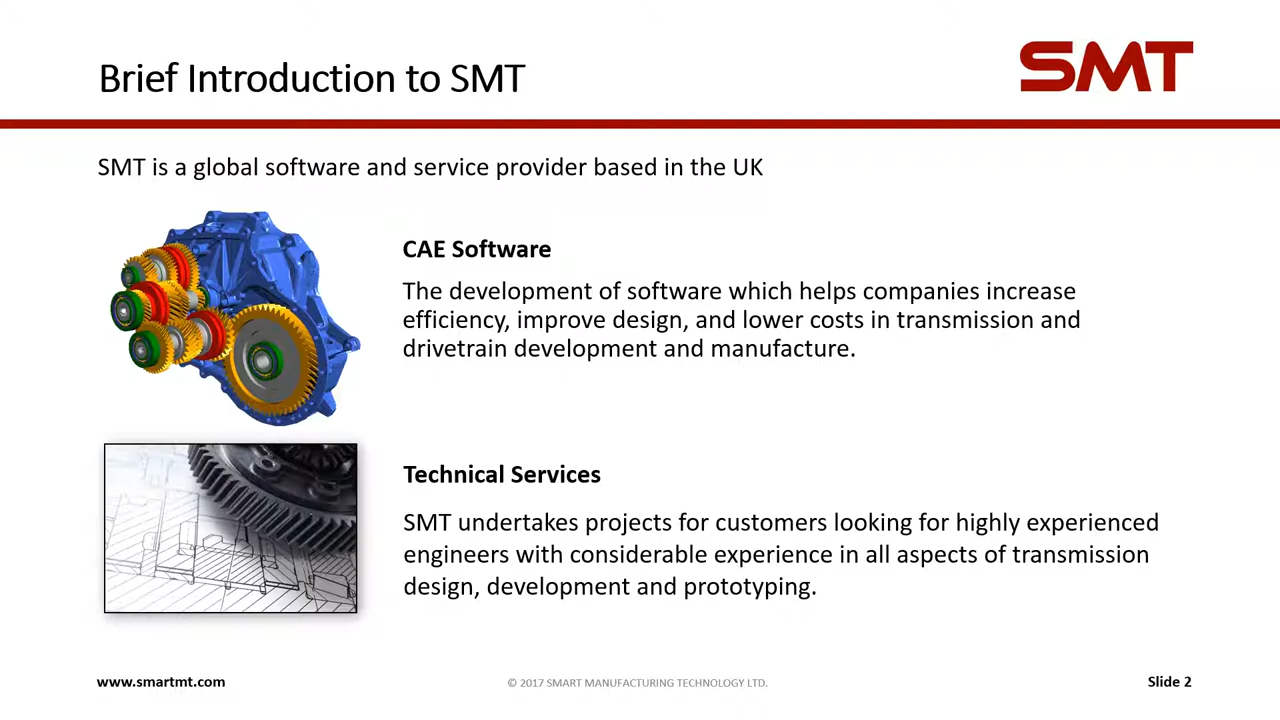 Brief Introduction to SMT
SMT
SMT is a global software and service provider based in the UK
CAE Software
The development of software which helps companies increase
efficiency, improve design, and lower costs in transmission and
drivetrain development and manufacture.
Technical Services
SMT undertakes projects for customers looking for highly experienced
engineers with considerable experience in all aspects of transmission
design, development and prototyping.
www.smartmt.com
© 2017 SMART MANUFACTURING TECHNOLOGY LTD.
Slide 2